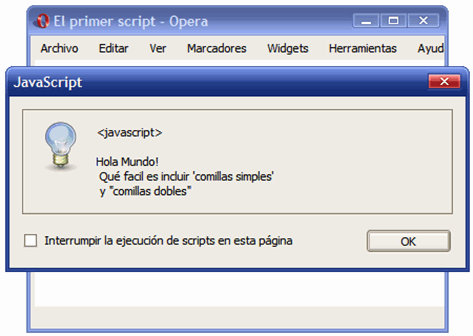 El primer script - Opera
Archivo Editar Ver Marcadores Widgets Herramientas Ayud
JavaScript
<javascript>
Hola Mundo!
Qué facil es incluir 'comillas simples'
y "comillas dobles"
Interrumpir la ejecución de scripts en esta página
OK